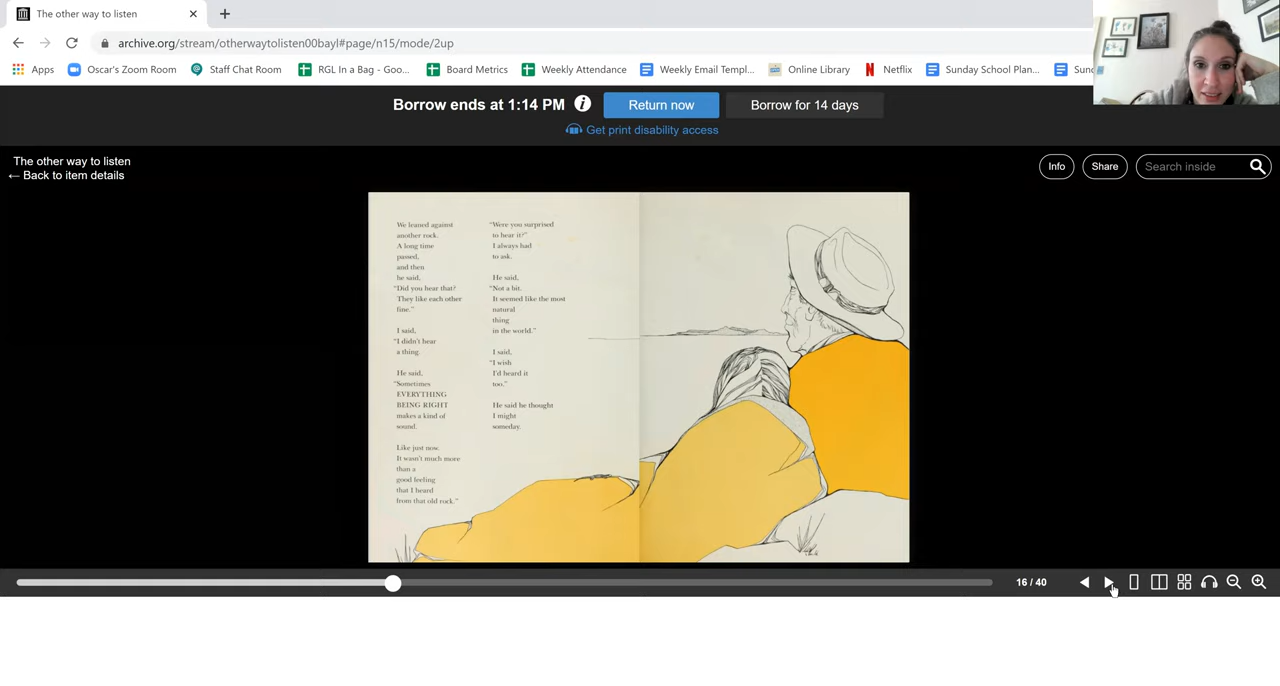 The other way to listen
archive.org/stream/otherwaytolisten00bayl#page/n15/mode/2up
Apps
Oscar's Zoom Room
Staff Chat Room
RGL In a Bag - Goo...
Board Metrics
Weekly Attendance
Weekly Email Templ...
Online Library
Netflix
Sunday School Plan...
Sund
Borrow ends at 1:14 PM
Return now
Borrow for 14 days
Get print disability access
The other way to listen
← Back to item details
Info
Share
Search inside
We leaned against
another rock.
A long time
passed,
and then
he said,
"Did you hear that?
They like each other
fine."
I said,
"I didn't hear
a thing.
He said,
"Sometimes
EVERYTHING
BEING RIGHT
makes a kind of
sound.
Like just now.
It wasn't much more
than a
good feeling
that I heard
from that old rock."
"Were you surprised
to hear it?"
I always had
to ask.
He said,
"Not a bit.
It seemed like the most
natural
thing
in the world."
I said,
"I wish
I'd heard it
too."
He said he thought
I might
someday.
16 / 40